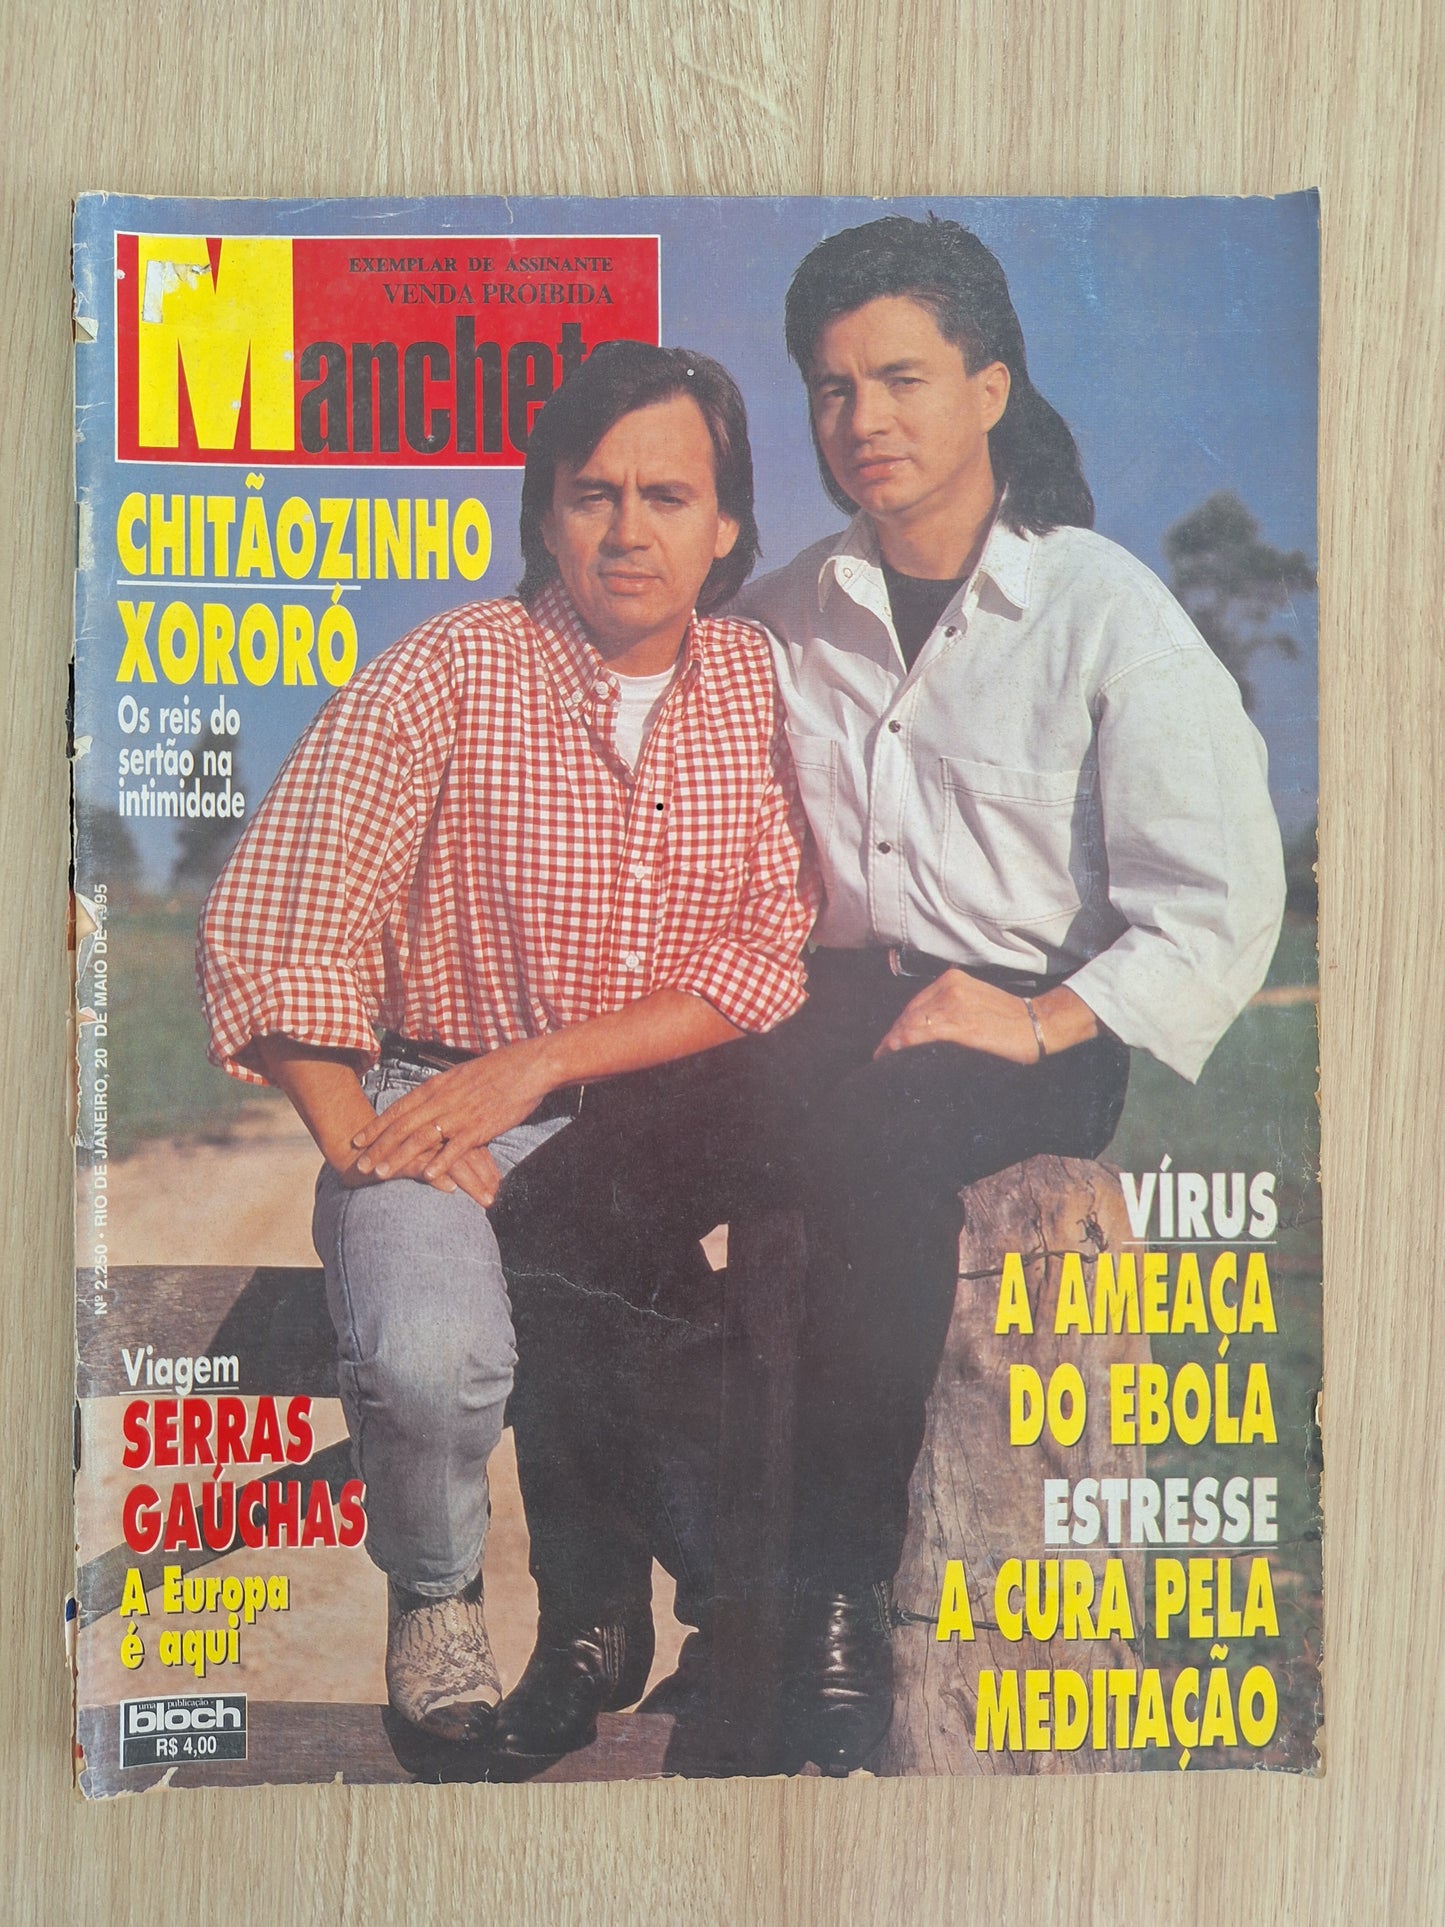 EXEMPLAR DE ASSINANTE
VENDA PROIBIDA
Manchete
CHITÃOZINHO
XORORÓ
Os reis do
sertão na
intimidade
Nº 2.250 • RIO DE JANEIRO, 20 DE MAIO DE 1995
VÍRUS
A AMEAÇA
DO EBOLA
ESTRESSE
A CURA PELA
MEDITAÇÃO
Viagem
SERRAS
GAÚCHAS
A Europa
é aqui
uma publicação
bloch
R$ 4,00